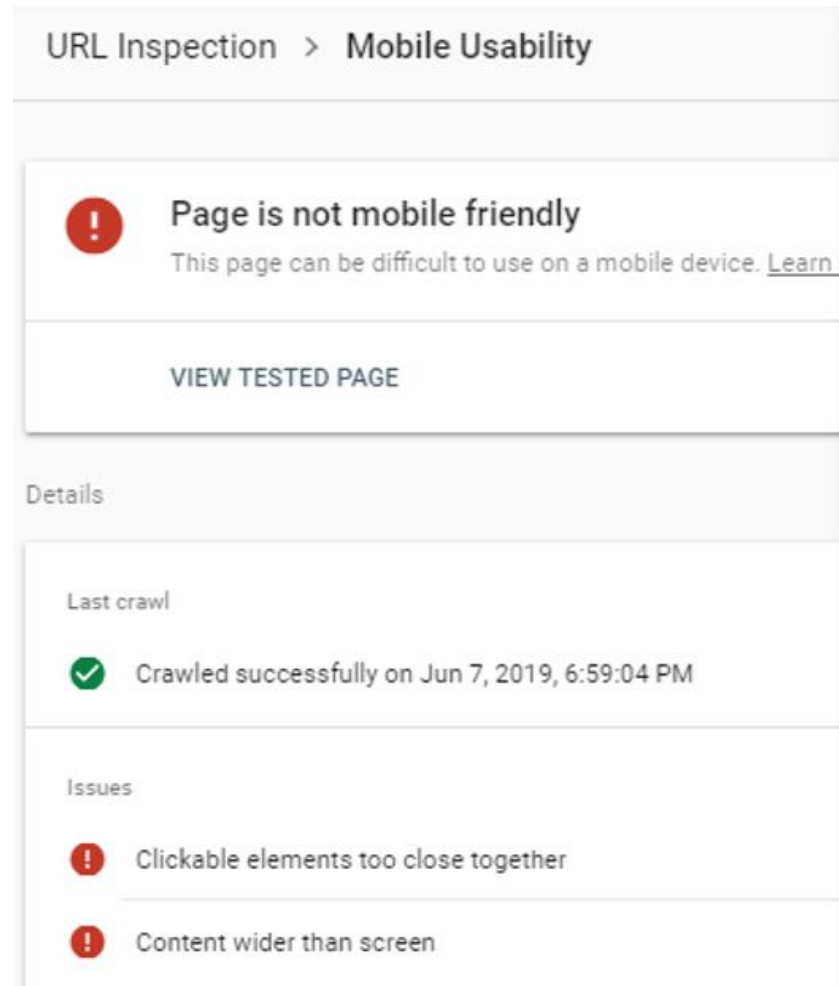 URL Inspection > Mobile Usability
Page is not mobile friendly
This page can be difficult to use on a mobile device. Learn
VIEW TESTED PAGE
Details
Last crawl
Crawled successfully on Jun 7, 2019, 6:59:04 PM
Issues
Clickable elements too close together
Content wider than screen